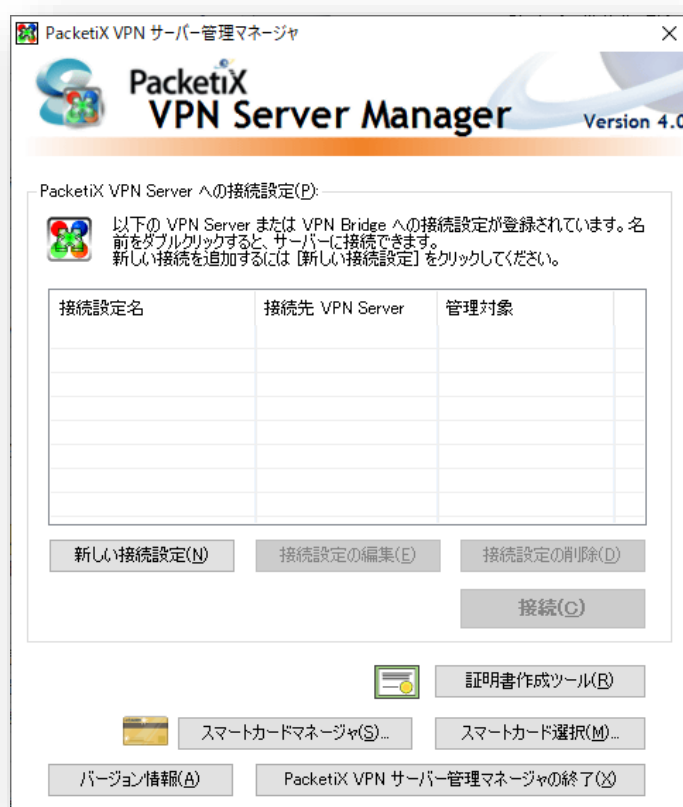 PacketiX VPN サーバー管理マネージャ
PacketiX
VPN Server Manager
Version 4.0
PacketiX VPN Server への接続設定(P):
以下の VPN Server または VPN Bridge への接続設定が登録されています。名
前をダブルクリックすると、サーバーに接続できます。
新しい接続を追加するには [新しい接続設定] をクリックしてください。
接続設定名 接続先 VPN Server 管理対象
新しい接続設定(N) 接続設定の編集(E) 接続設定の削除(D)
接続(C)
証明書作成ツール(R)
スマートカードマネージャ(S)... スマートカード選択(M)...
バージョン情報(A) PacketiX VPN サーバー管理マネージャの終了(X)